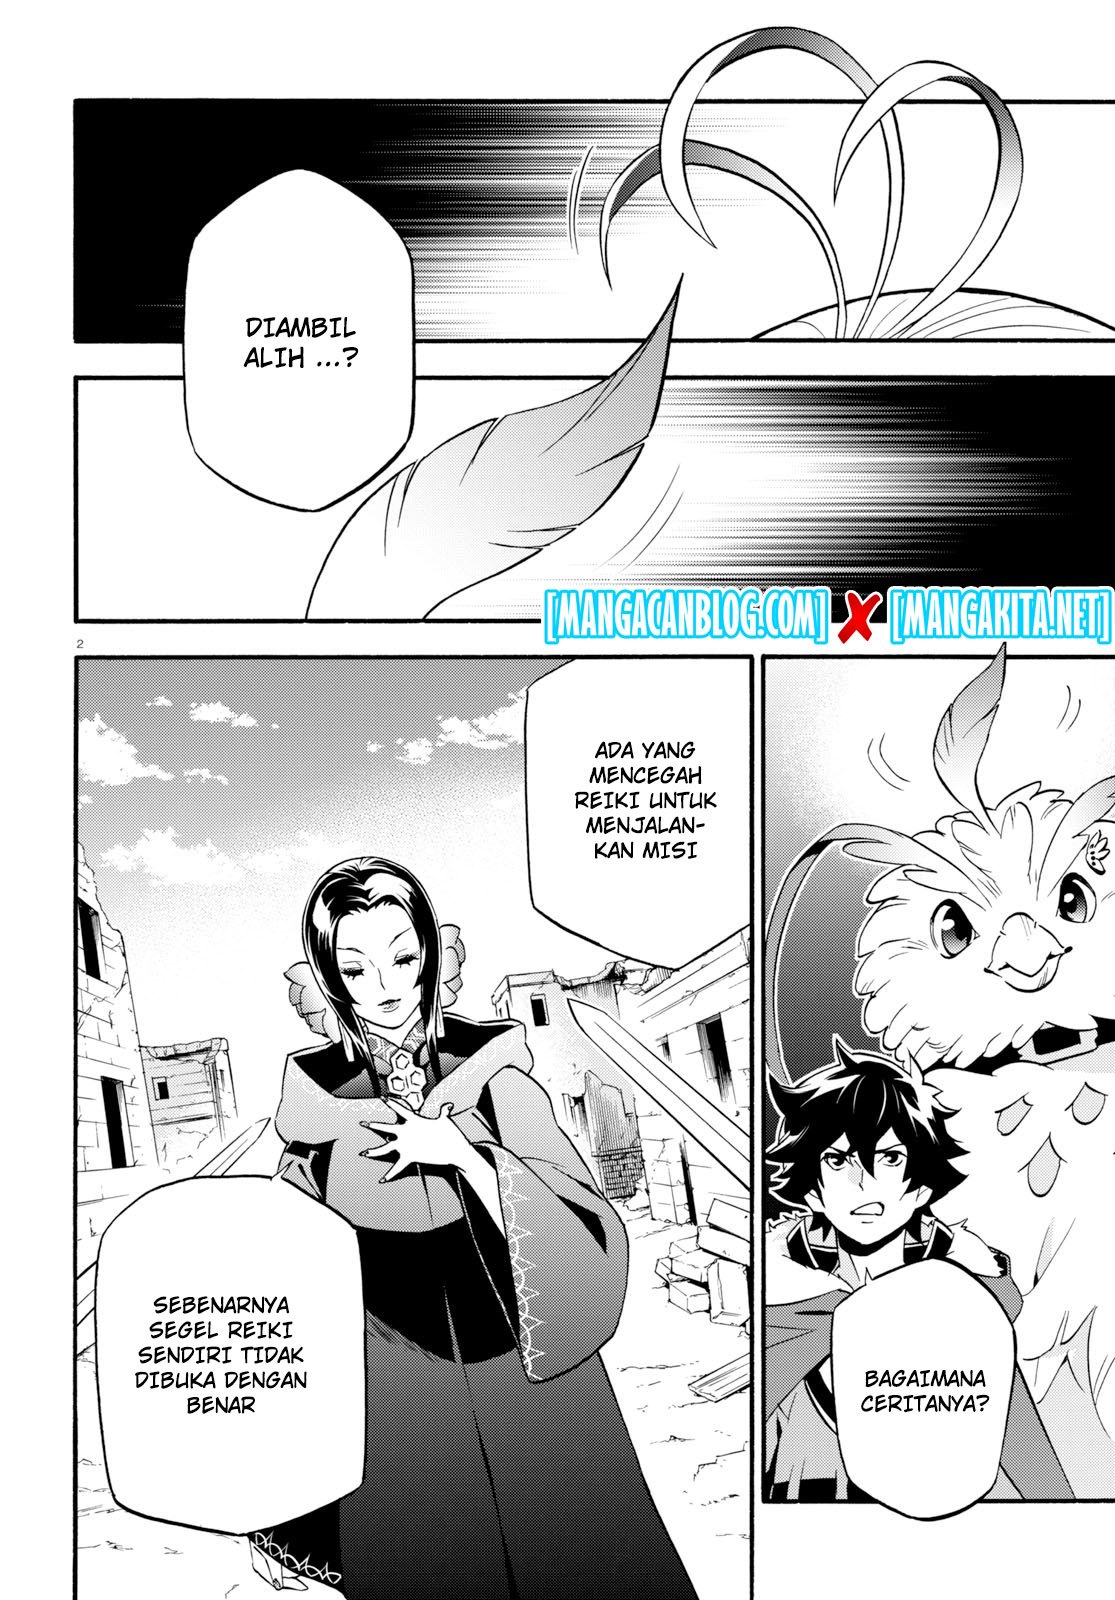 DIAMBIL
ALIH ...?
[MANGACANBLOG.COM] X [MANGAKITA.NET]
2
BAGAIMANA
CERITANYA?
ADA YANG
MENCEGAH
REIKI UNTUK
MENJALAN-
KAN MISI
SEBENARNYA
SEGEL REIKI
SENDIRI TIDAK
DIBUKA DENGAN
BENAR